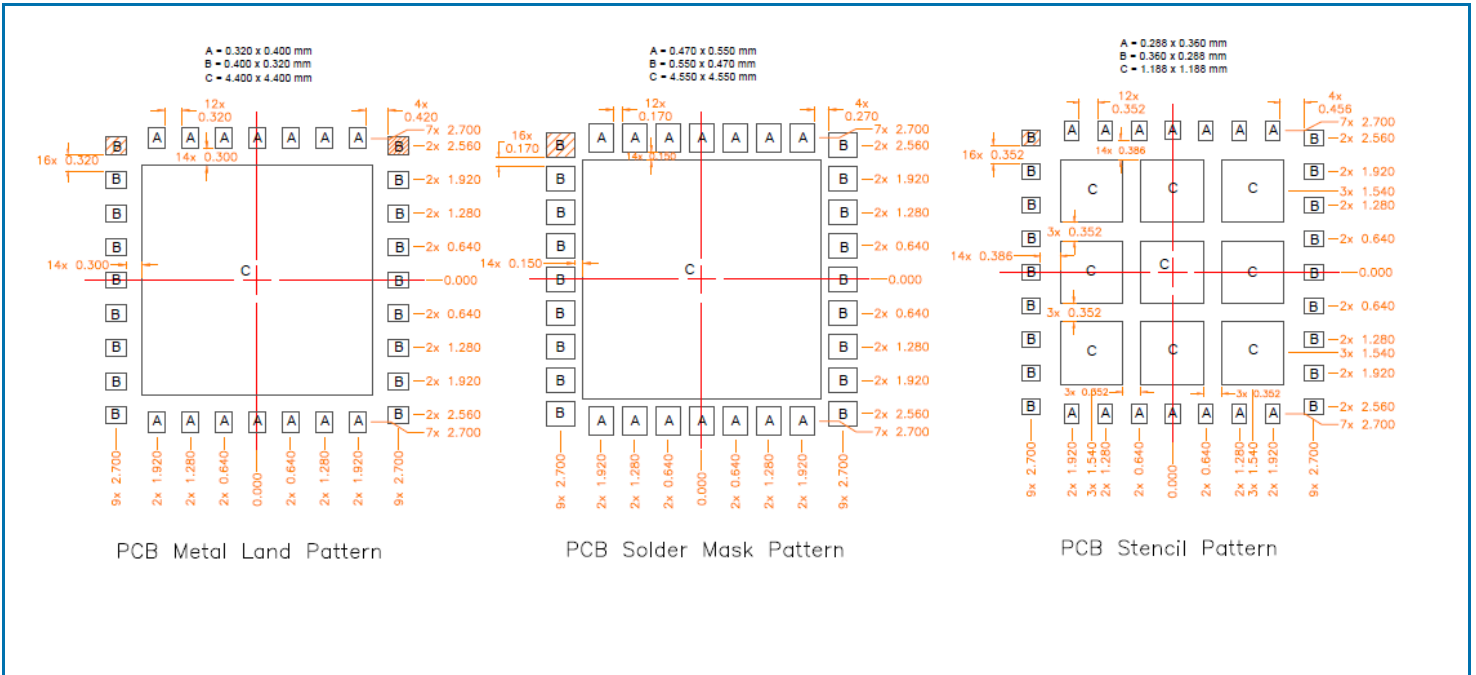 A = 0.320 x 0.400 mm
B = 0.400 x 0.320 mm
C = 4.400 x 4.400 mm
12x
0.320
4x
0.420
A A A A A A A
7x 2.700
B
B
2x 2.560
16x 0.320
14x 0.300
B
B
2x 1.920
B
B
2x 1.280
B
B
2x 0.640
14x 0.300
C
B
B
0.000
B
B
2x 0.640
B
B
2x 1.280
B
B
2x 1.920
B
B
2x 2.560
A A A A A A A
7x 2.700
9x 2.700
2x 1.920
2x 1.280
2x 0.640
0.000
2x 0.640
2x 1.280
2x 1.920
9x 2.700
PCB Metal Land Pattern
A = 0.470 x 0.550 mm
B = 0.550 x 0.470 mm
C = 4.550 x 4.550 mm
12x
0.170
4x
0.270
16x
0.170
A A A A A A A
7x 2.700
B
B
2x 2.560
14x 0.150
B
B
2x 1.920
B
B
2x 1.280
B
B
2x 0.640
14x 0.150
C
B
B
0.000
B
B
2x 0.640
B
B
2x 1.280
B
B
2x 1.920
B
B
2x 2.560
A A A A A A A
7x 2.700
9x 2.700
2x 1.920
2x 1.280
2x 0.640
0.000
2x 0.640
2x 1.280
2x 1.920
9x 2.700
PCB Solder Mask Pattern
A = 0.288 x 0.360 mm
B = 0.360 x 0.288 mm
C = 1.188 x 1.188 mm
12x
0.352
4x
0.456
A A A A A A A
7x 2.700
B
B
2x 2.560
16x 0.352
14x 0.386
B
B
2x 1.920
C C C
3x 1.540
B
B
2x 1.280
3x 0.352
B
B
2x 0.640
14x 0.386
B
C C C
B
0.000
B
B
2x 0.640
3x 0.352
B
B
2x 1.280
C C C
3x 1.540
B
B
2x 1.920
3x 0.352
3x 0.352
B
B
2x 2.560
A A A A A A A
7x 2.700
9x 2.700
2x 1.920
3x 1.540
2x 1.280
2x 0.640
0.000
2x 0.640
2x 1.280
3x 1.540
2x 1.920
9x 2.700
PCB Stencil Pattern